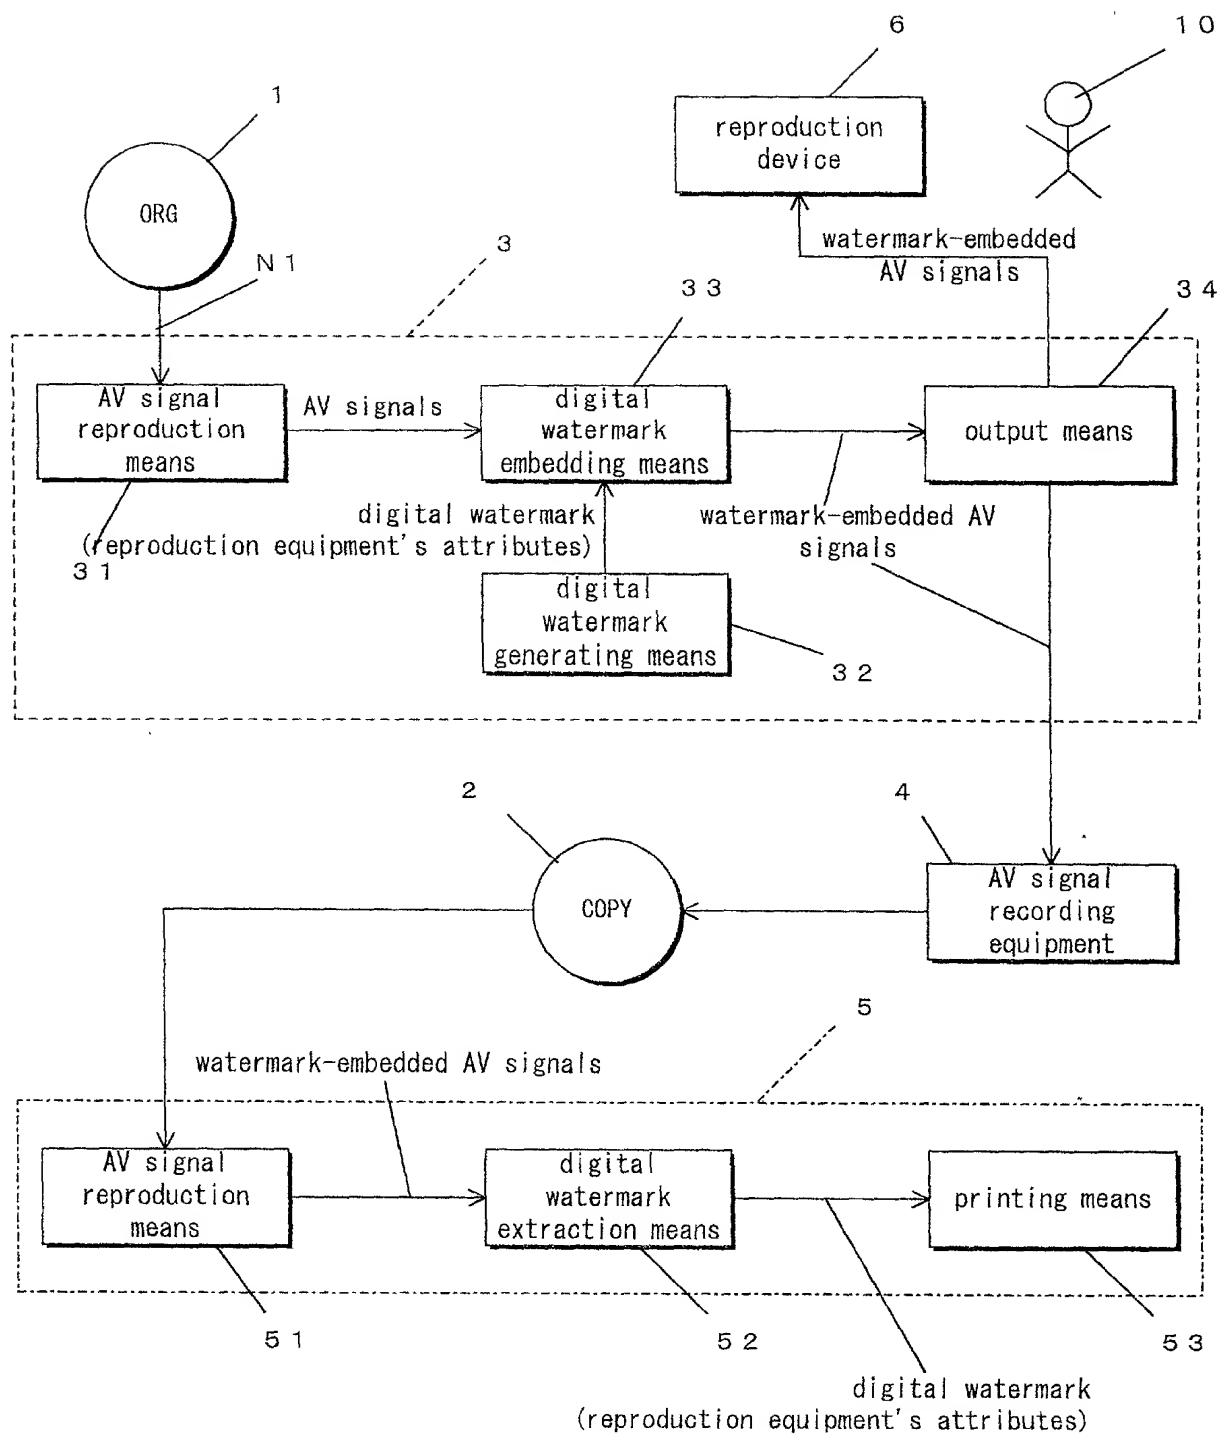 6
10
1
reproduction
device
ORG
N1
3
watermark-embedded
AV signals
33
34
AV signal
reproduction
means
AV signals
digital
watermark
embedding means
output means
digital watermark
(reproduction equipment's attributes)
31
watermark-embedded AV
signals
digital
watermark
generating means
32
2
4
COPY
AV signal
recording
equipment
5
watermark-embedded AV signals
AV signal
reproduction
means
digital
watermark
extraction means
printing means
51
52
53
digital watermark
(reproduction equipment's attributes)